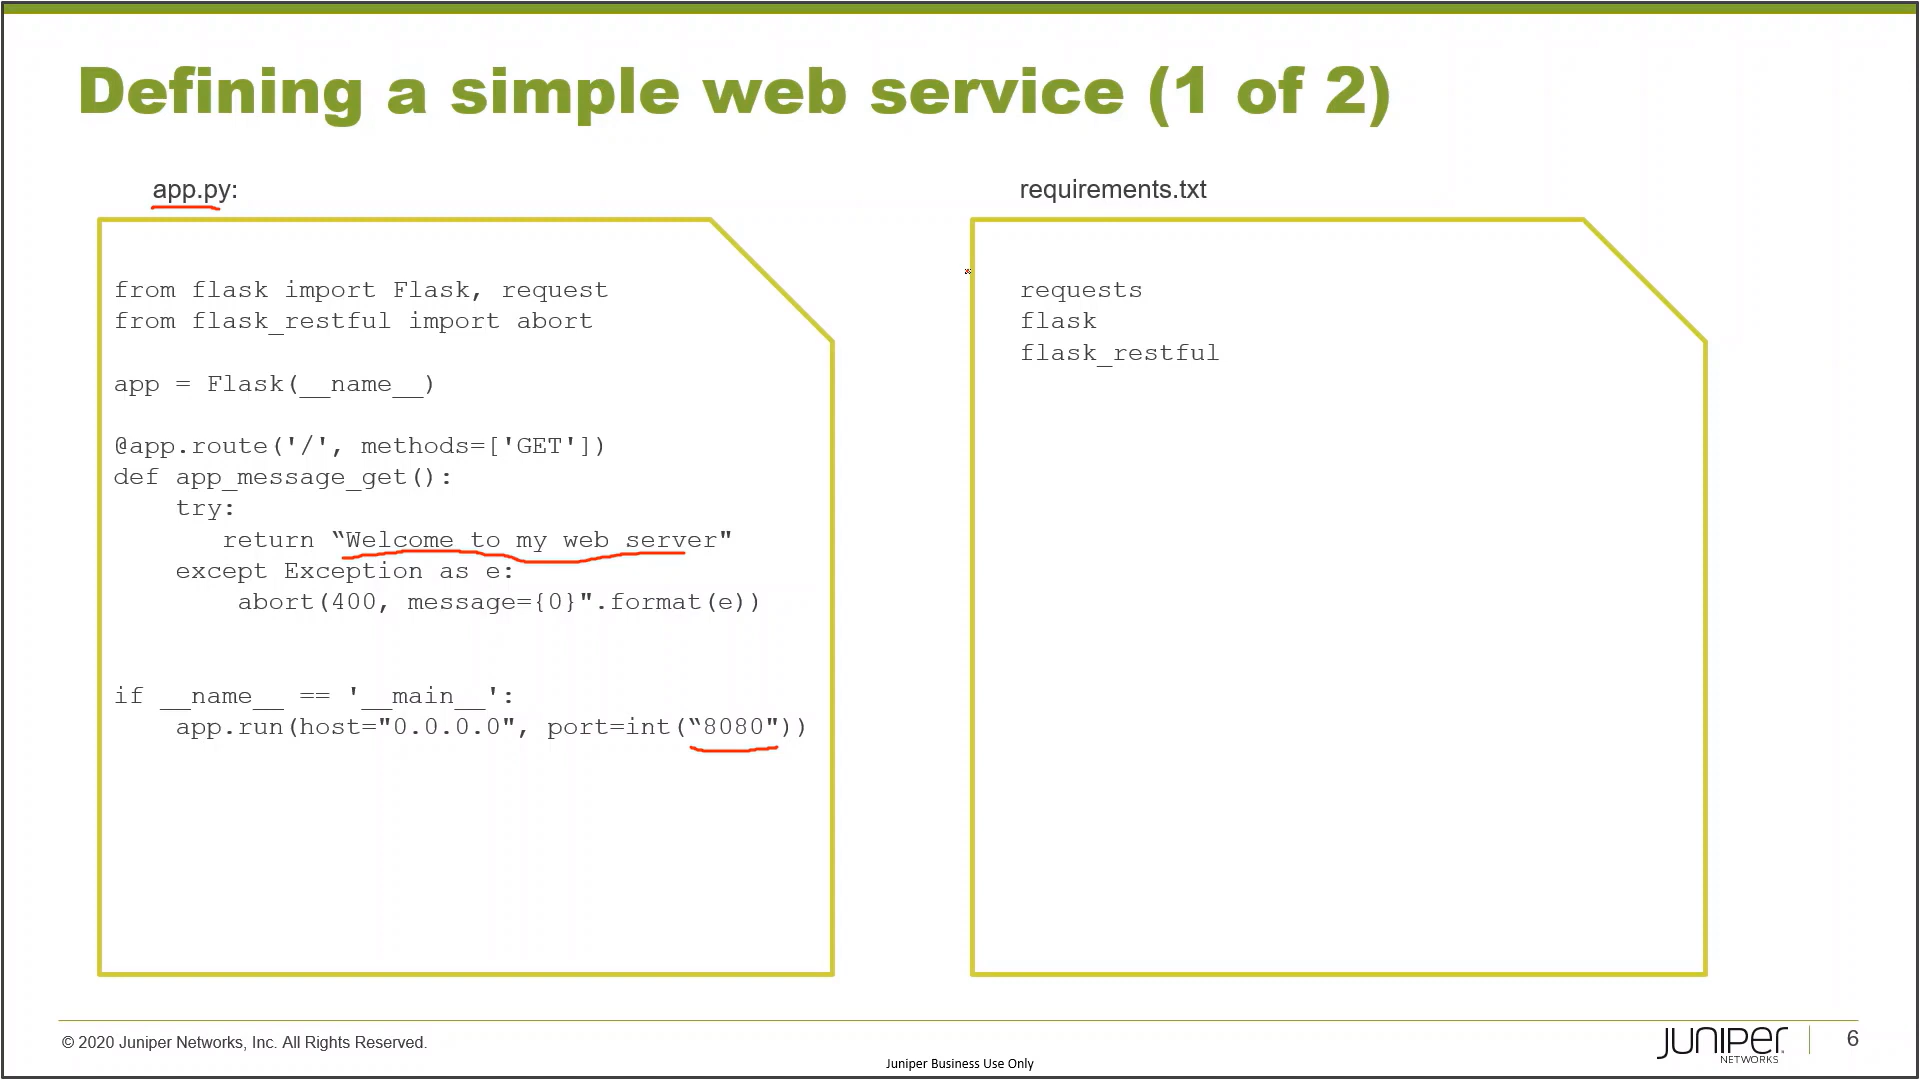 Defining a simple web service (1 of 2)
app.py:
from flask import Flask, request
from flask_restful import abort
app = Flask(__name__)
@app.route('/', methods=['GET'])
def app_message_get():
    try:
       return “Welcome to my web server"
    except Exception as e:
        abort(400, message={0}".format(e))
if __name__ == '__main__':
    app.run(host="0.0.0.0", port=int(“8080"))
requirements.txt
requests
flask
flask_restful
© 2020 Juniper Networks, Inc. All Rights Reserved.
Juniper Business Use Only
JUNIPER
NETWORKS
6